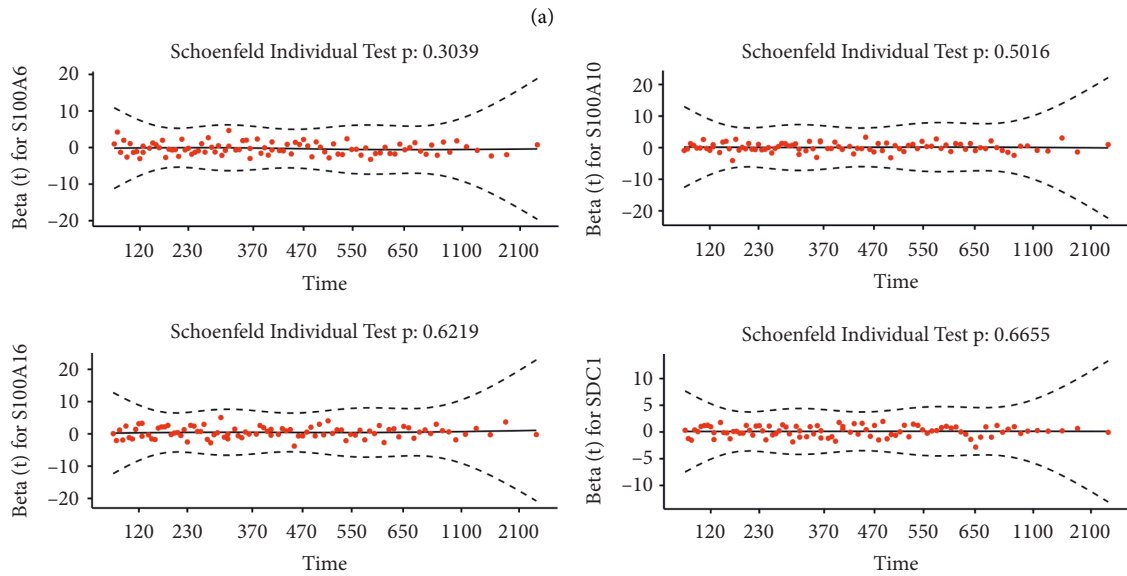 (a)
Schoenfeld Individual Test p: 0.3039
Beta (t) for S100A6
20
10
0
−10
−20
120 230 370 470 550 650 1100 2100
Time
Schoenfeld Individual Test p: 0.5016
Beta (t) for S100A10
20
10
0
−10
−20
120 230 370 470 550 650 1100 2100
Time
Schoenfeld Individual Test p: 0.6219
Beta (t) for S100A16
20
10
0
−10
−20
120 230 370 470 550 650 1100 2100
Time
Schoenfeld Individual Test p: 0.6655
Beta (t) for SDC1
10
5
0
−5
−10
120 230 370 470 550 650 1100 2100
Time